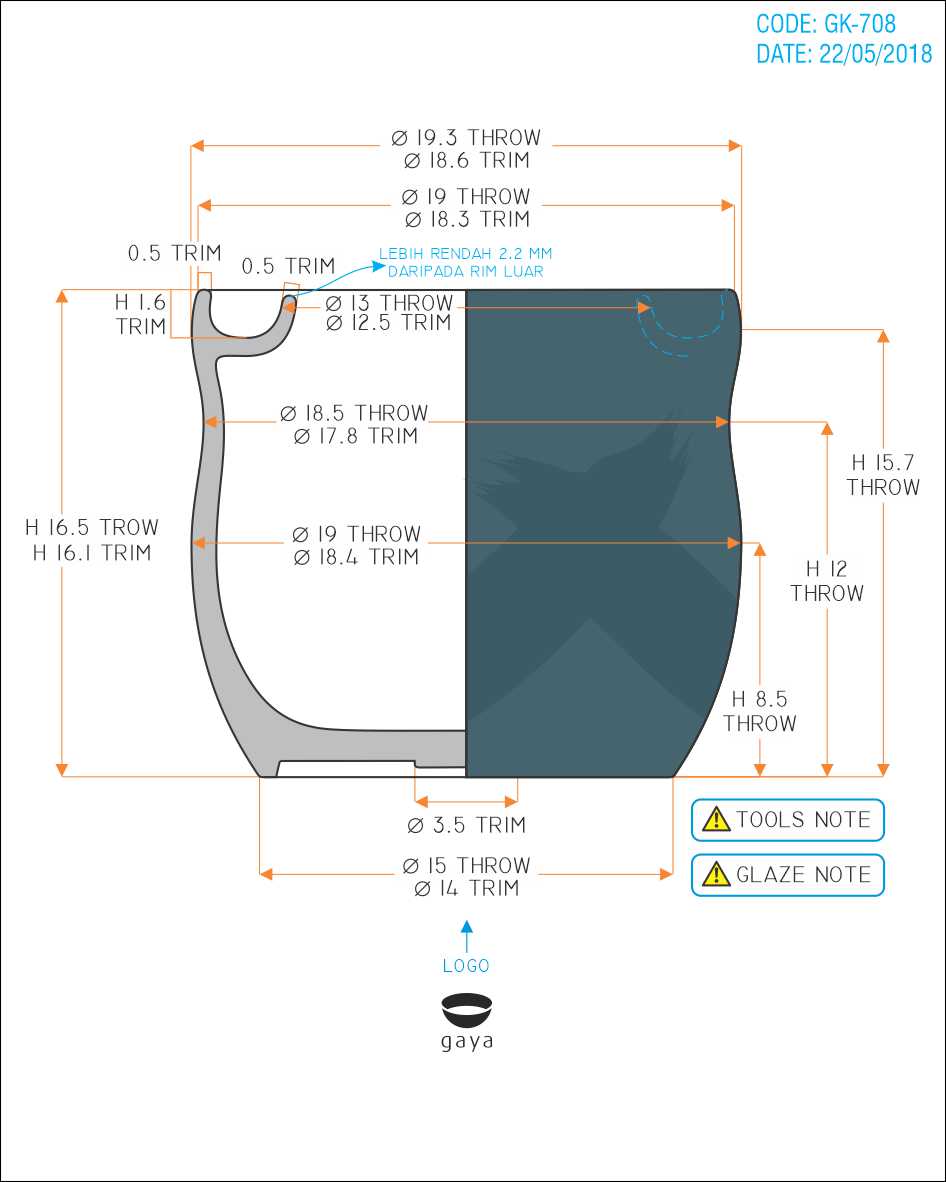 CODE: GK-708
DATE: 22/05/2018
Ø 19.3 THROW
Ø 18.6 TRIM
Ø 19 THROW
Ø 18.3 TRIM
0.5 TRIM
0.5 TRIM
LEBIH RENDAH 2.2 MM
DARIPADA RIM LUAR
H 1.6
TRIM
Ø 13 THROW
Ø 12.5 TRIM
Ø 18.5 THROW
Ø 17.8 TRIM
H 15.7
THROW
H 16.5 TROW
H 16.1 TRIM
Ø 19 THROW
Ø 18.4 TRIM
H 12
THROW
H 8.5
THROW
Ø 3.5 TRIM
TOOLS NOTE
Ø 15 THROW
Ø 14 TRIM
GLAZE NOTE
LOGO
gaya